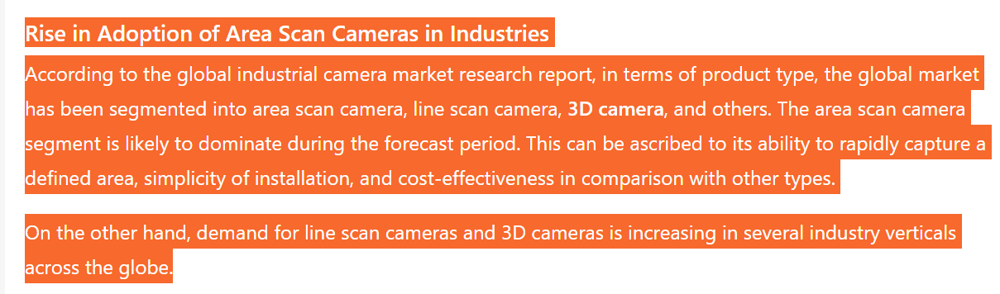 Rise in Adoption of Area Scan Cameras in Industries
According to the global industrial camera market research report, in terms of product type, the global market
has been segmented into area scan camera, line scan camera, 3D camera, and others. The area scan camera
segment is likely to dominate during the forecast period. This can be ascribed to its ability to rapidly capture a
defined area, simplicity of installation, and cost-effectiveness in comparison with other types.
On the other hand, demand for line scan cameras and 3D cameras is increasing in several industry verticals
across the globe.